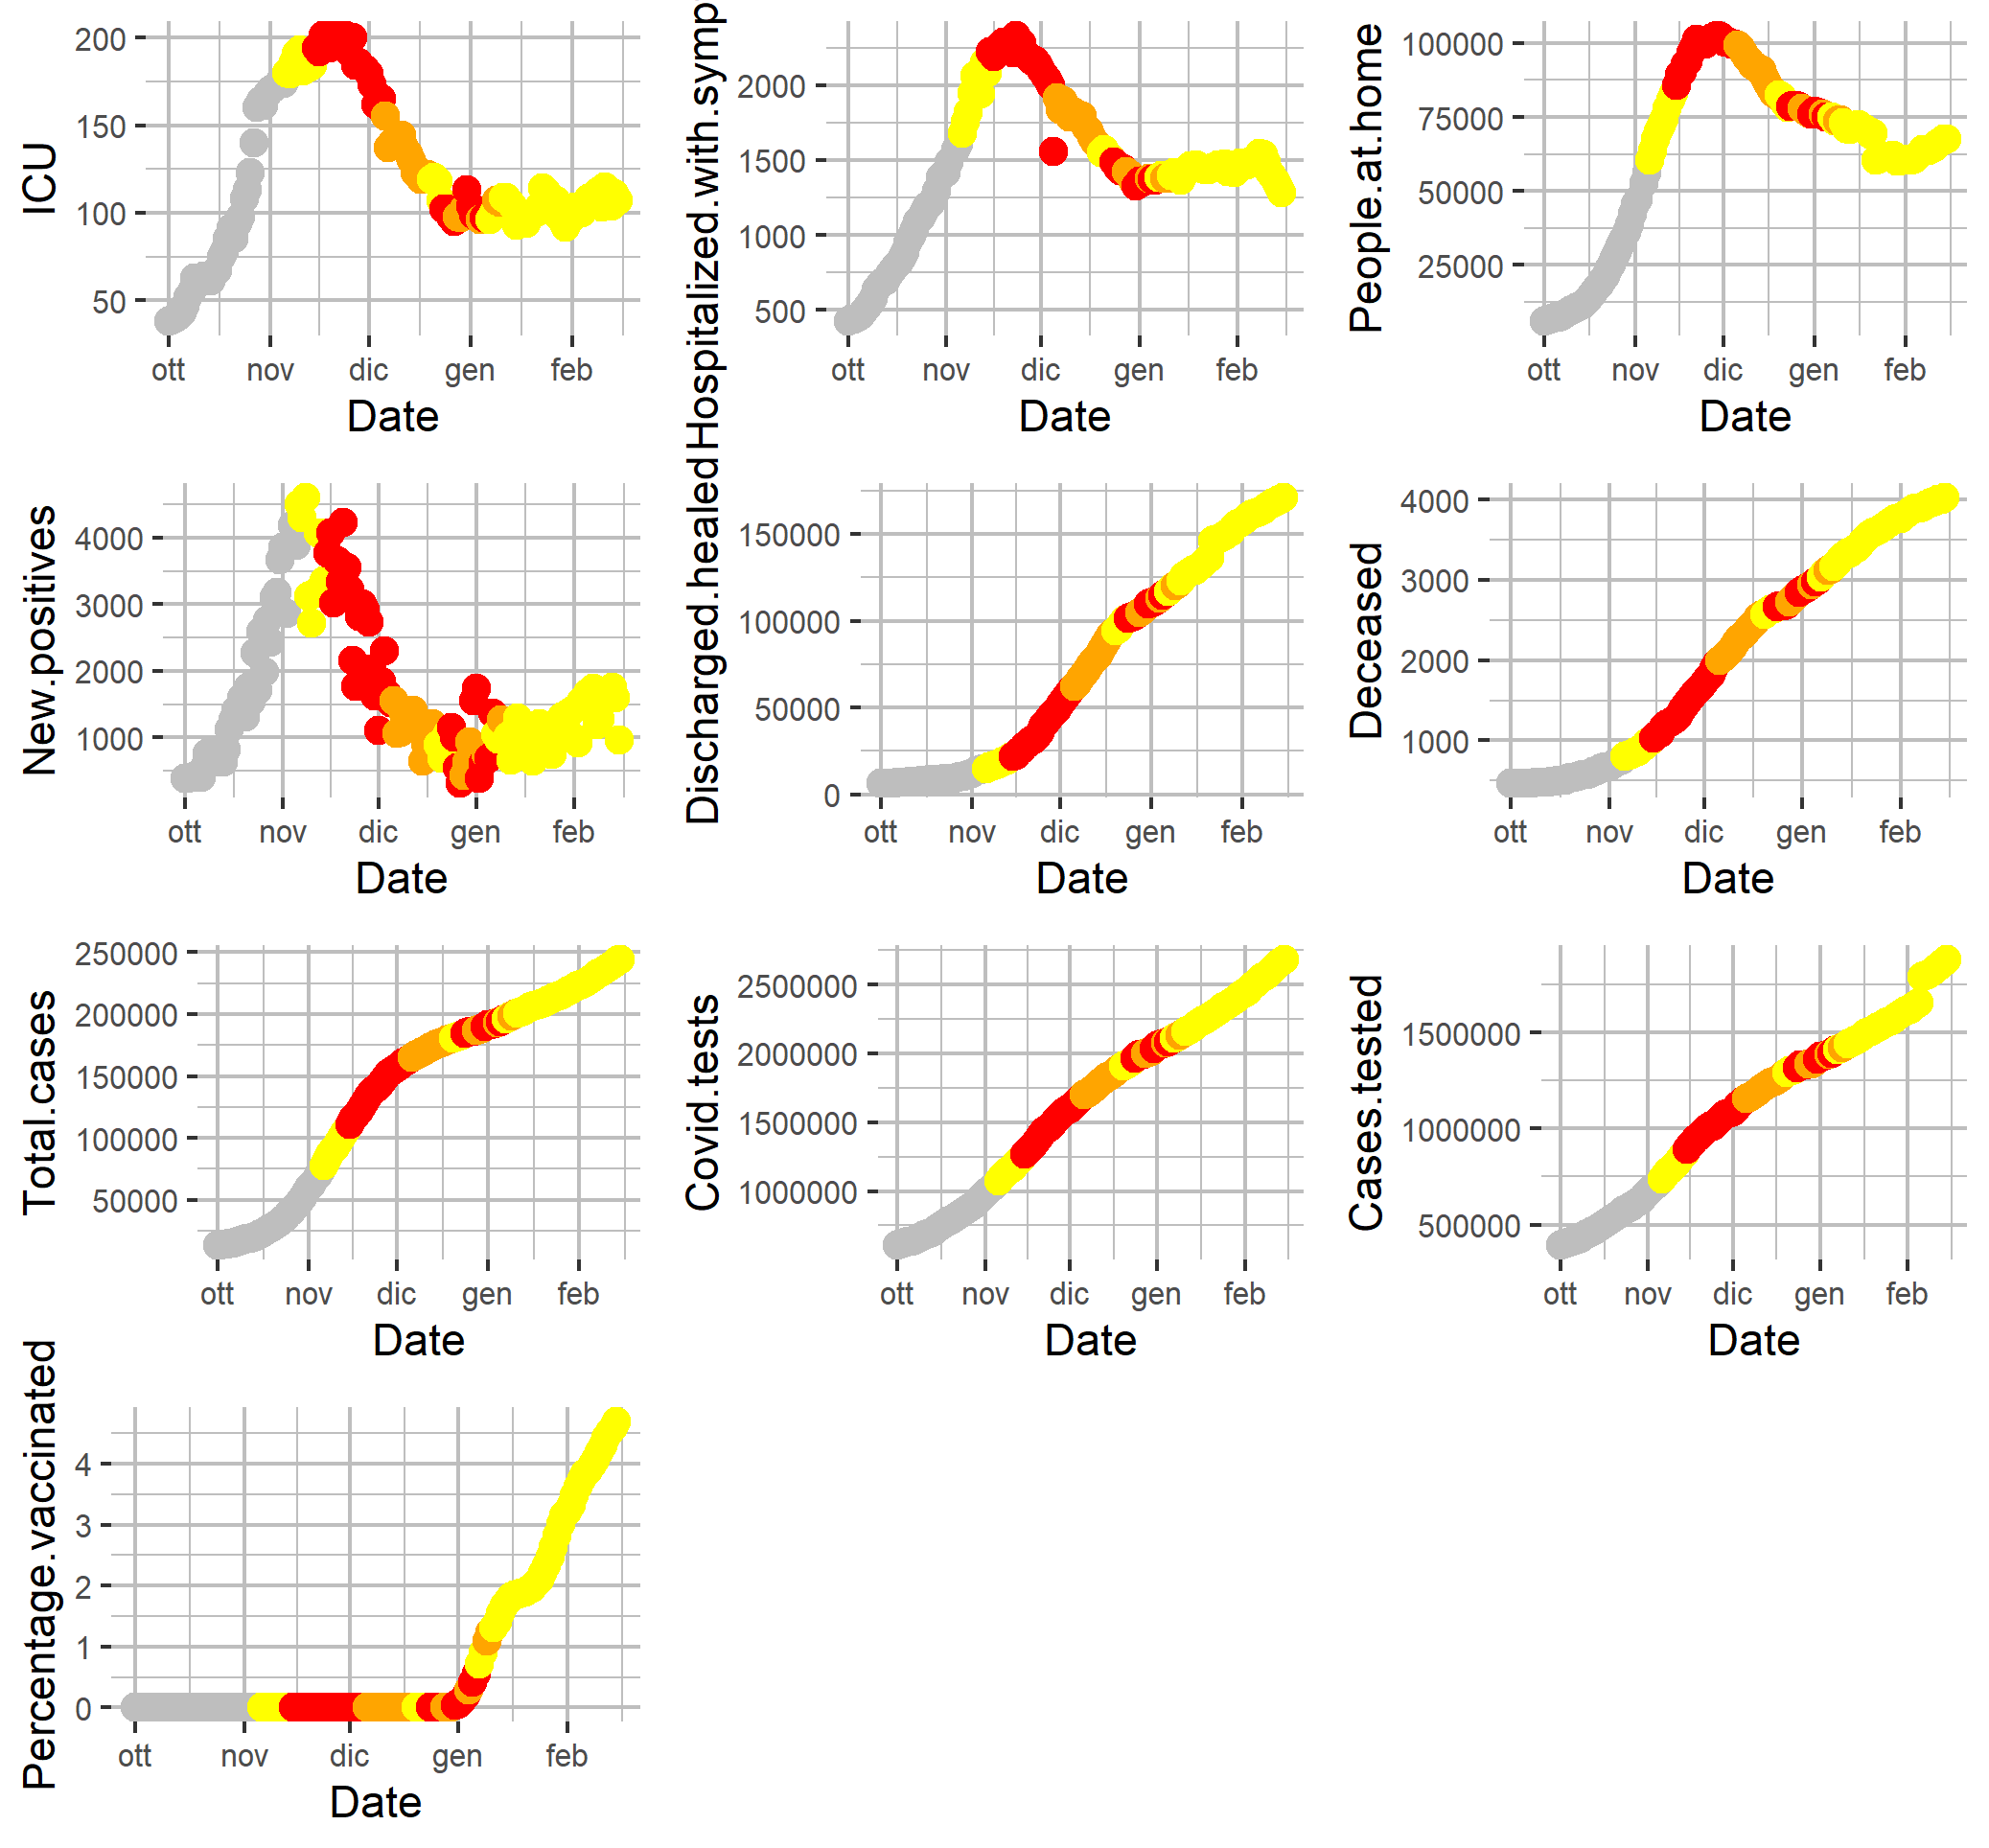 ICU
200
150
100
50
ott nov dic gen feb
Date
Hospitalized.with.symp
2000
1500
1000
500
ott nov dic gen feb
Date
People.at.home
100000
75000
50000
25000
ott nov dic gen feb
Date
New.positives
4000
3000
2000
1000
ott nov dic gen feb
Date
Discharged.healed
150000
100000
50000
0
ott nov dic gen feb
Date
Deceased
4000
3000
2000
1000
ott nov dic gen feb
Date
Total.cases
250000
200000
150000
100000
50000
ott nov dic gen feb
Date
Covid.tests
2500000
2000000
1500000
1000000
ott nov dic gen feb
Date
Cases.tested
1500000
1000000
500000
ott nov dic gen feb
Date
Percentage.vaccinated
4
3
2
1
0
ott nov dic gen feb
Date